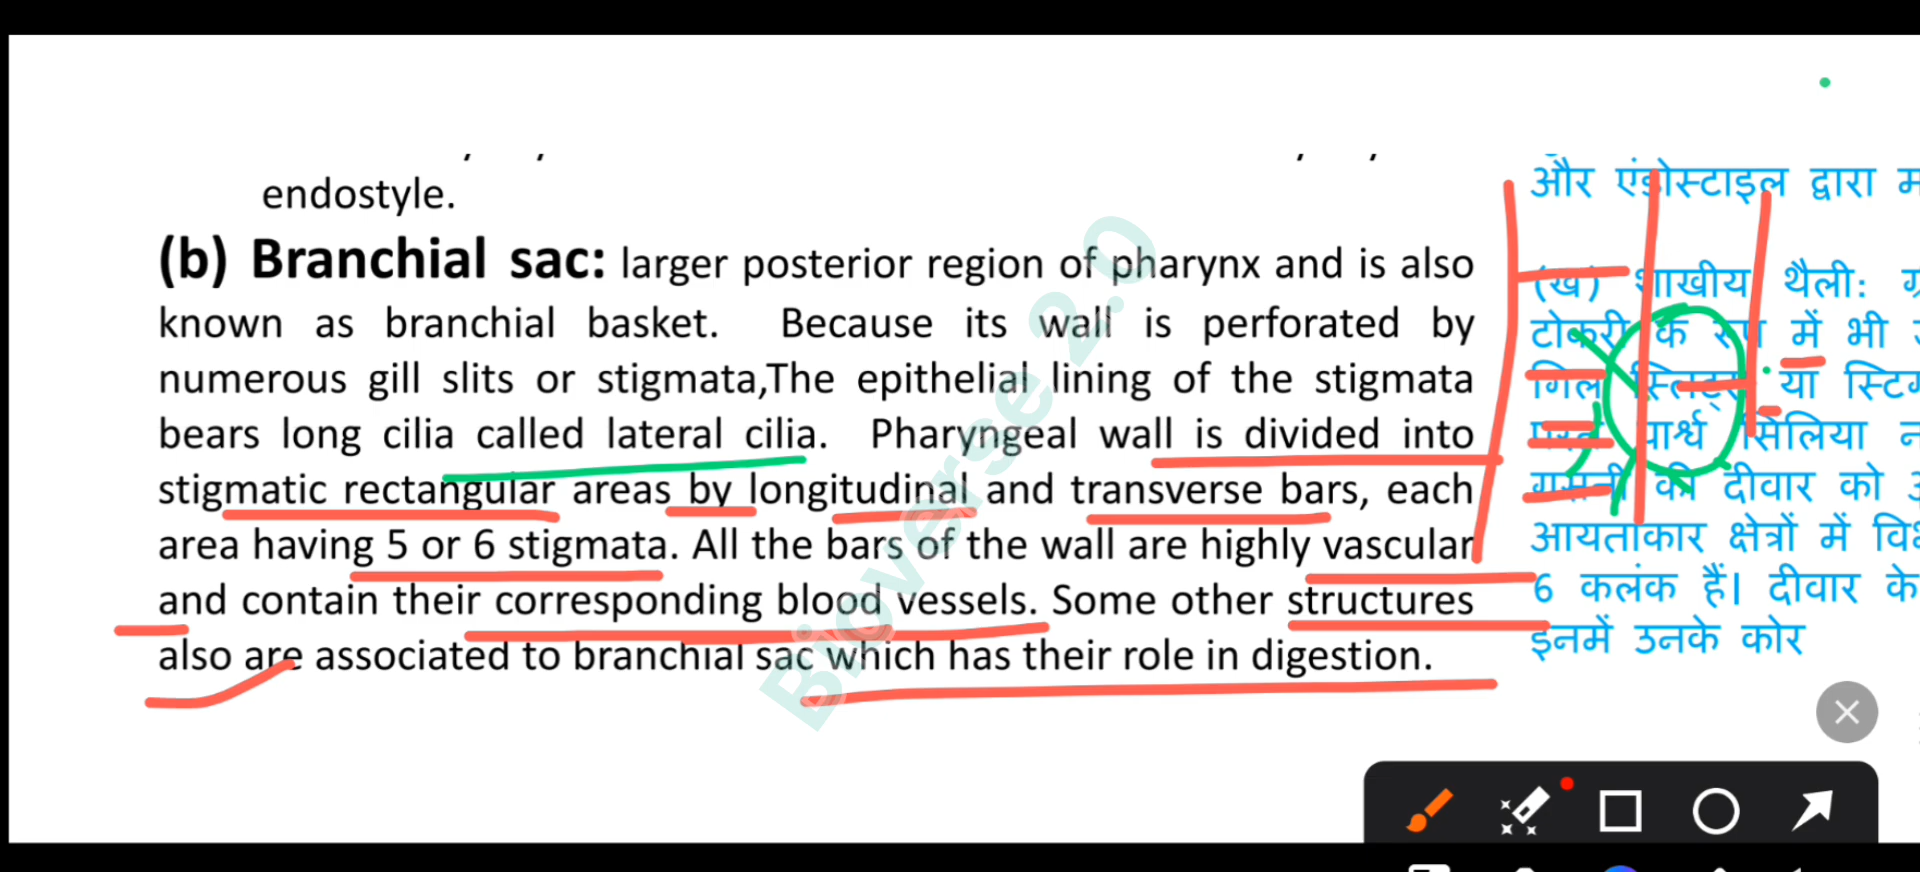 endostyle.
(b) Branchial sac: larger posterior region of pharynx and is also
known as branchial basket. Because its wall is perforated by
numerous gill slits or stigmata,The epithelial lining of the stigmata
bears long cilia called lateral cilia. Pharyngeal wall is divided into
stigmatic rectangular areas by longitudinal and transverse bars, each
area having 5 or 6 stigmata. All the bars of the wall are highly vascular
and contain their corresponding blood vessels. Some other structures
also are associated to branchial sac which has their role in digestion.
और एंडोस्टाइल द्वारा
(ख) शाखीय थैली:
टोकरी के रूप में भी
गिल स्लिट्स या
पार्श्व सिलिया
की दीवार को
आयताकार क्षेत्रों में
6 कलंक हैं। दीवार के
इनमें उनके कोर
Bioverse 2.0